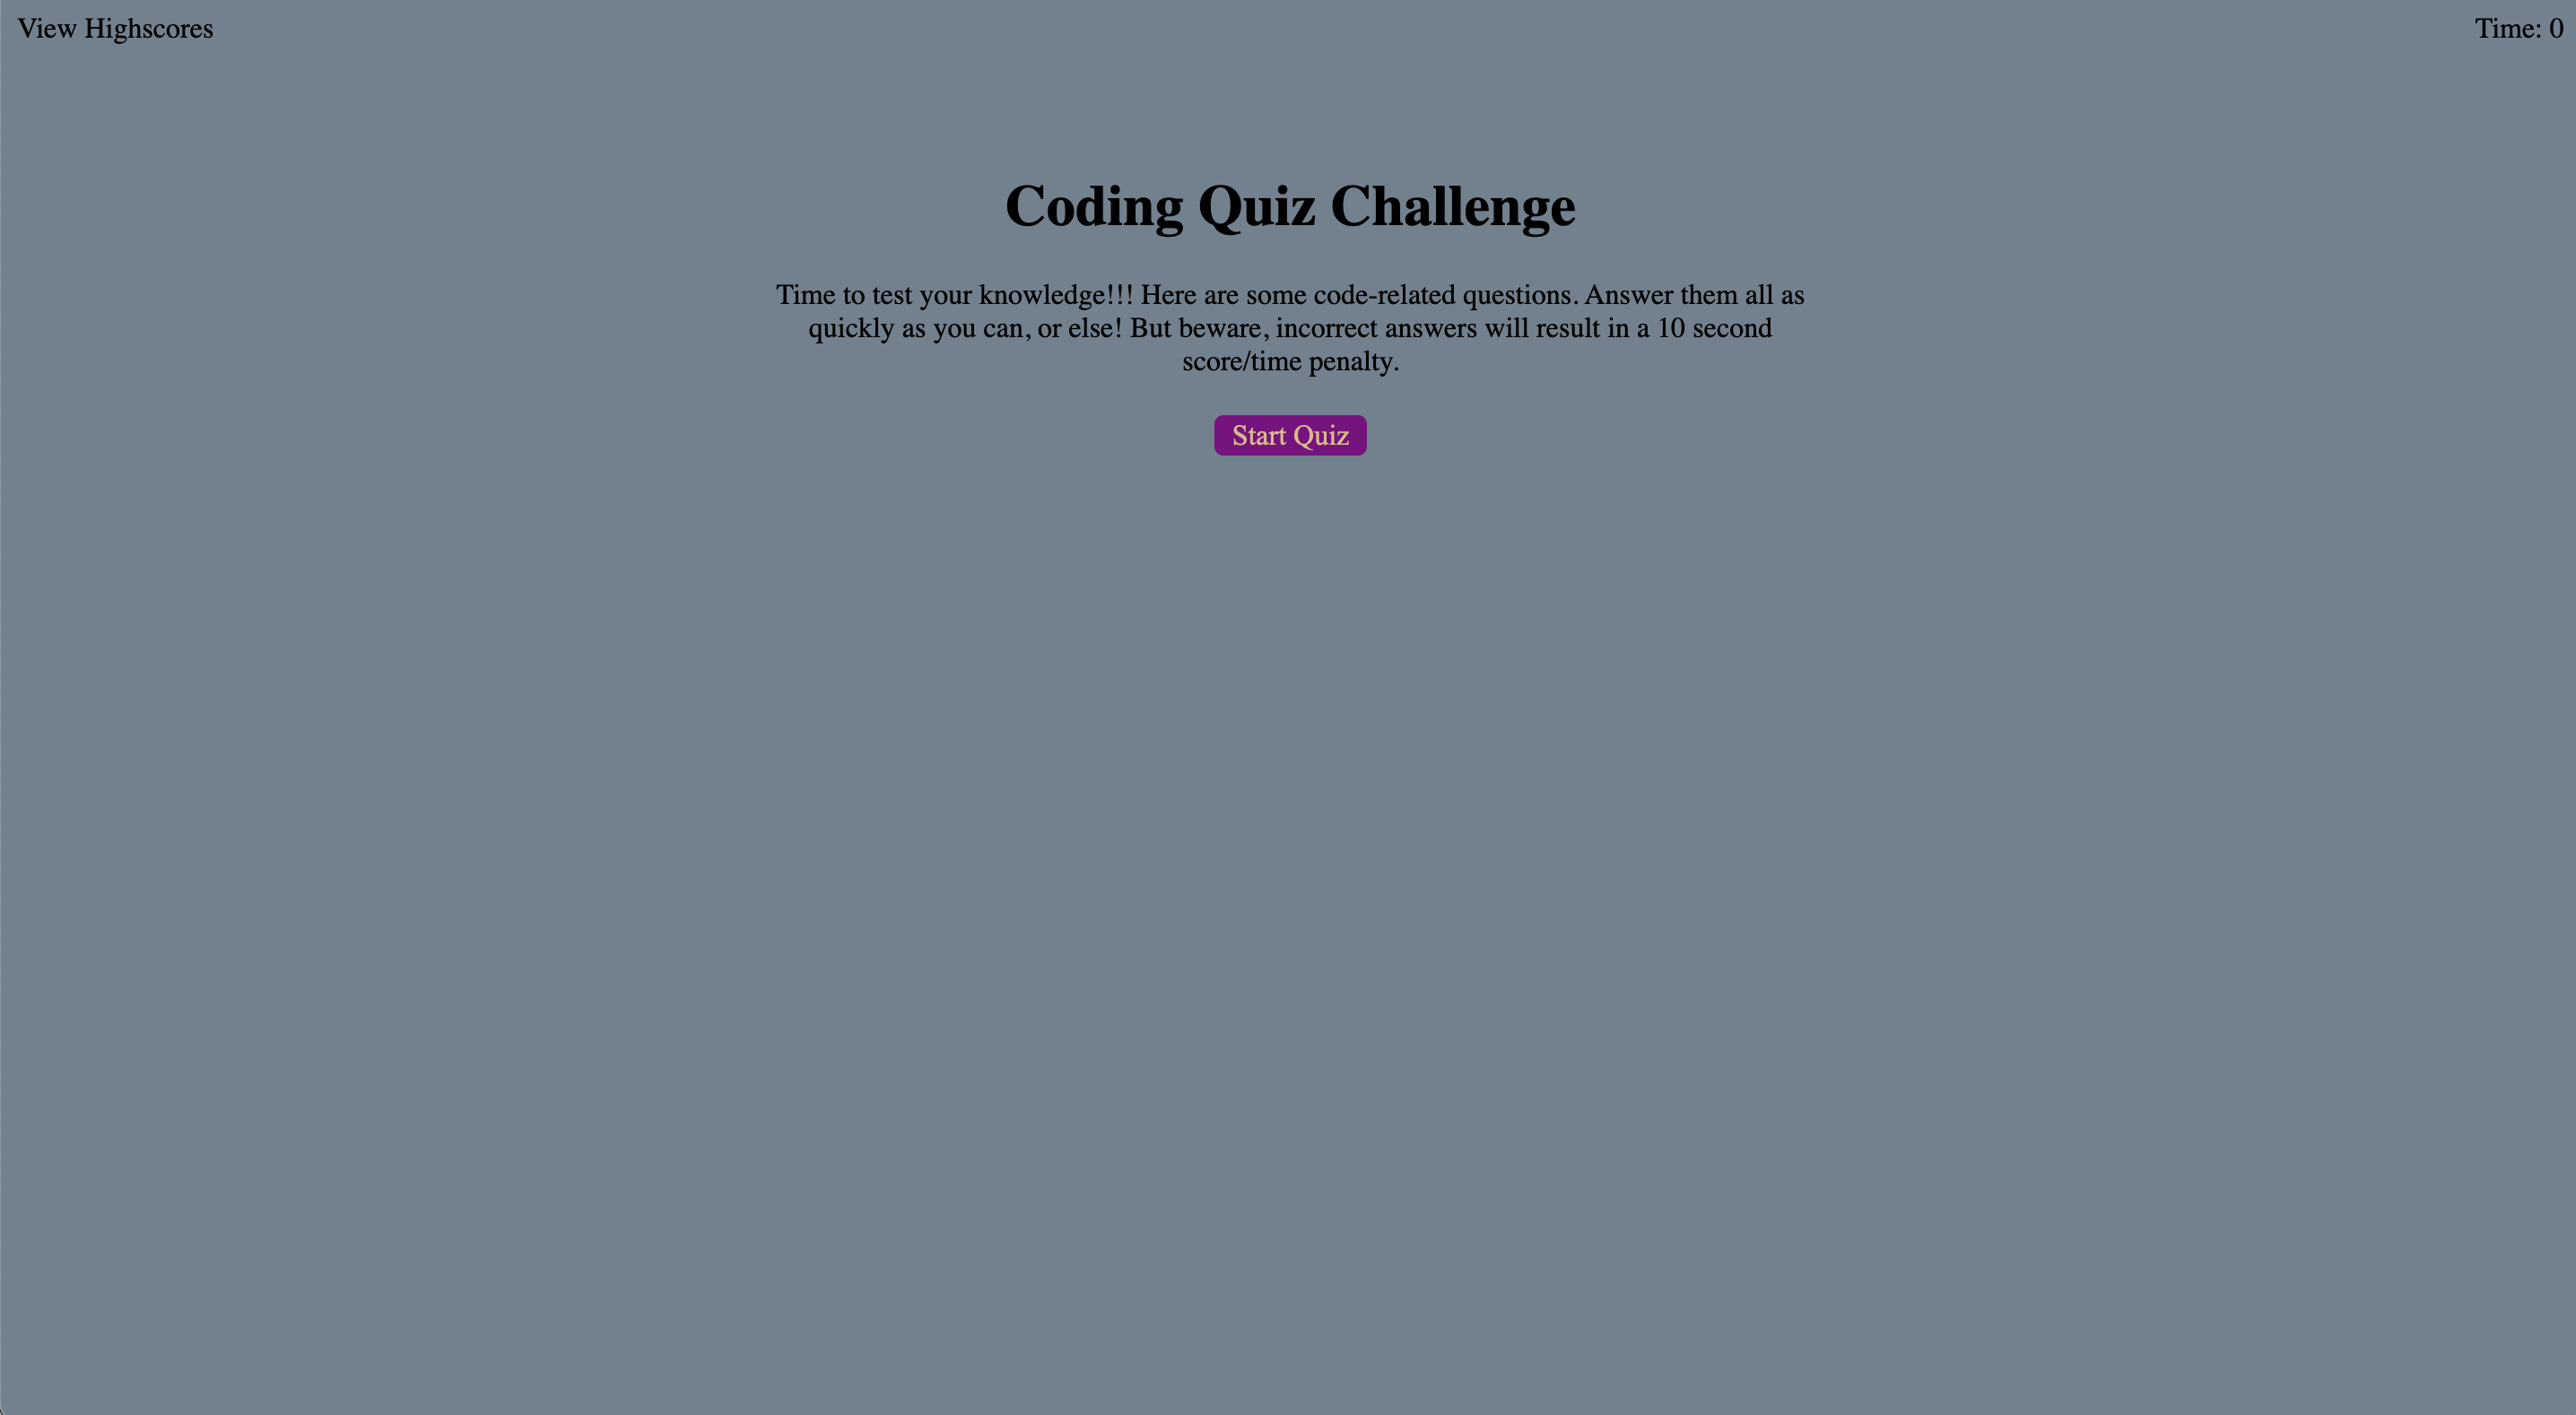 View Highscores
Time: 0
Coding Quiz Challenge
Time to test your knowledge!!! Here are some code-related questions. Answer them all as
quickly as you can, or else! But beware, incorrect answers will result in a 10 second
score/time penalty.
Start Quiz